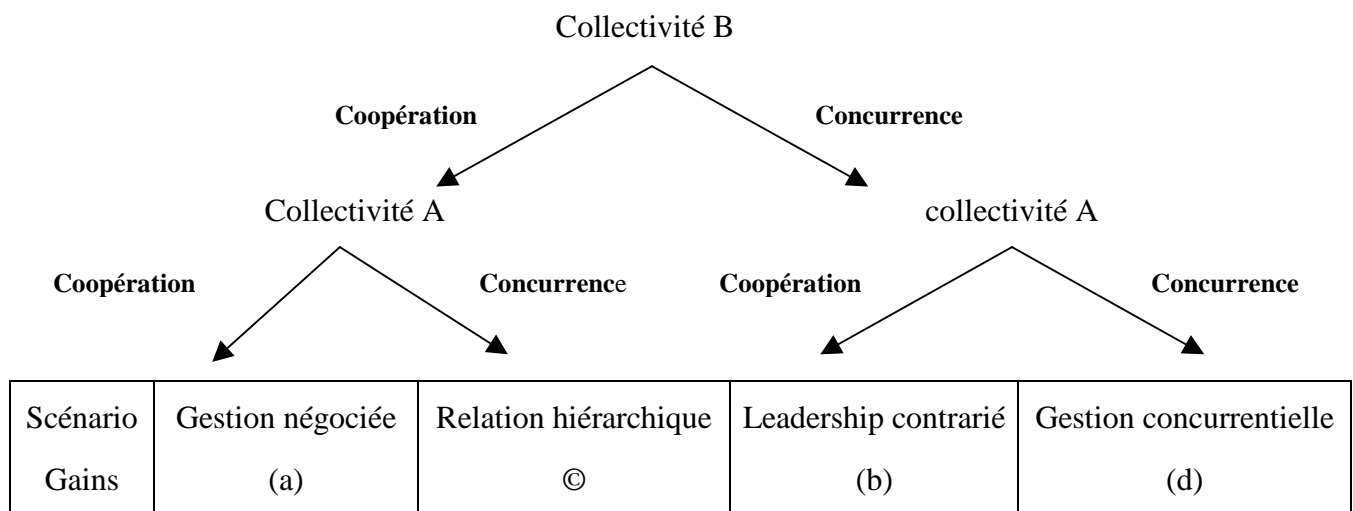 Collectivité B
Coopération Concurrence
Collectivité A collectivité A
Coopération Concurrence Coopération Concurrence
Scénario Gestion négociée Relation hiérarchique Leadership contrarié Gestion concurrentielle
Gains (a) © (b) (d)